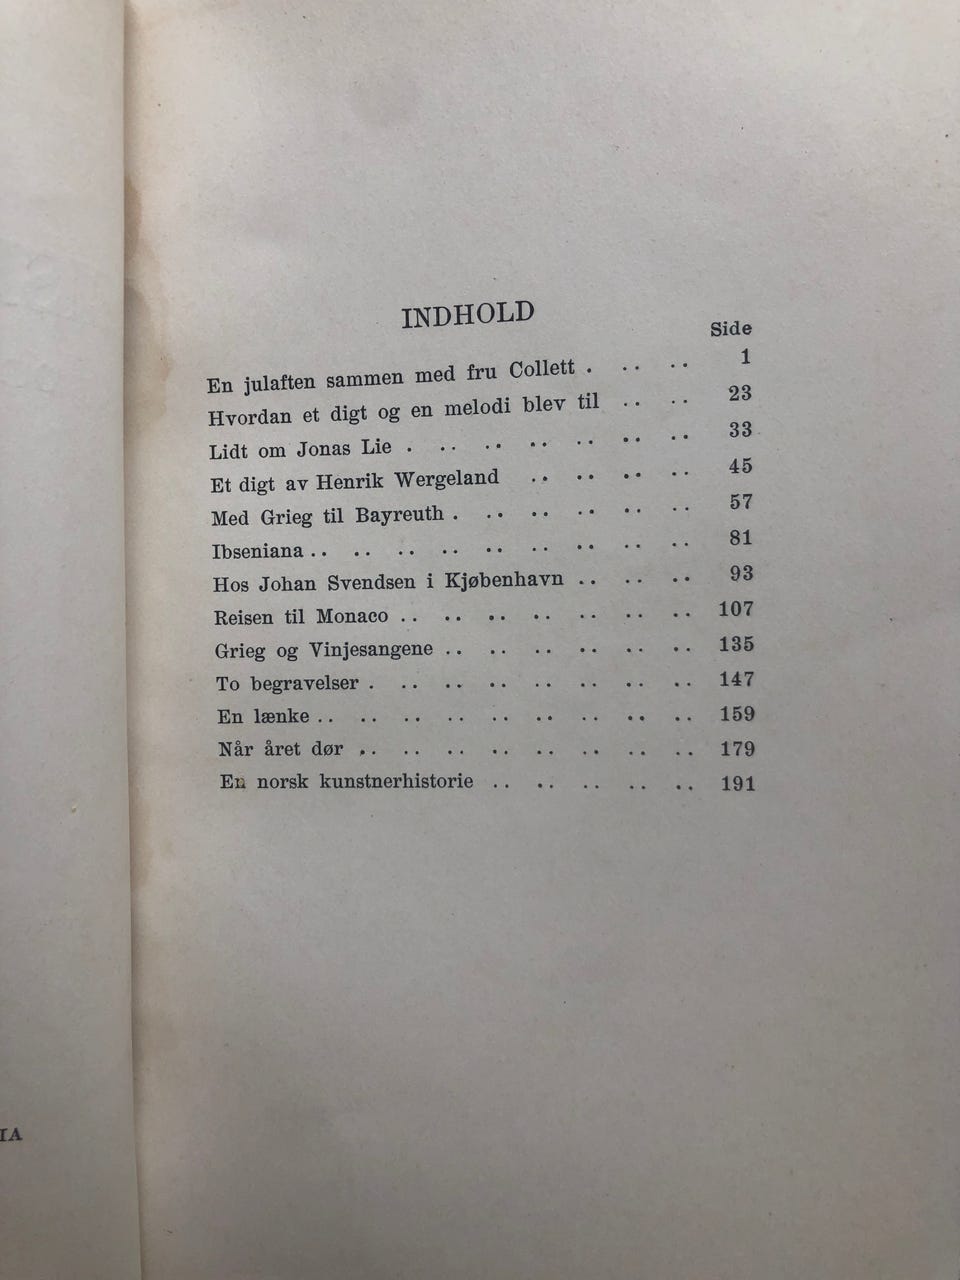 INDHOLD
Side
En julaften sammen med fru Collett . .. .. 1
Hvordan et digt og en melodi blev til .. .. 23
Lidt om Jonas Lie . .. .. .. .. .. .. 33
Et digt av Henrik Wergeland .. .. .. .. 45
Med Grieg til Bayreuth . .. .. .. .. .. 57
Ibseniana .. .. .. .. .. .. .. .. .. 81
Hos Johan Svendsen i Kjøbenhavn .. .. .. 93
Reisen til Monaco .. .. .. .. .. .. .. 107
Grieg og Vinjesangene .. .. .. .. .. .. 135
To begravelser . .. .. .. .. .. .. .. 147
En lænke .. .. .. .. .. .. .. .. .. 159
Når året dør .. .. .. .. .. .. .. .. 179
En norsk kunstnerhistorie .. .. .. .. .. 191
IA